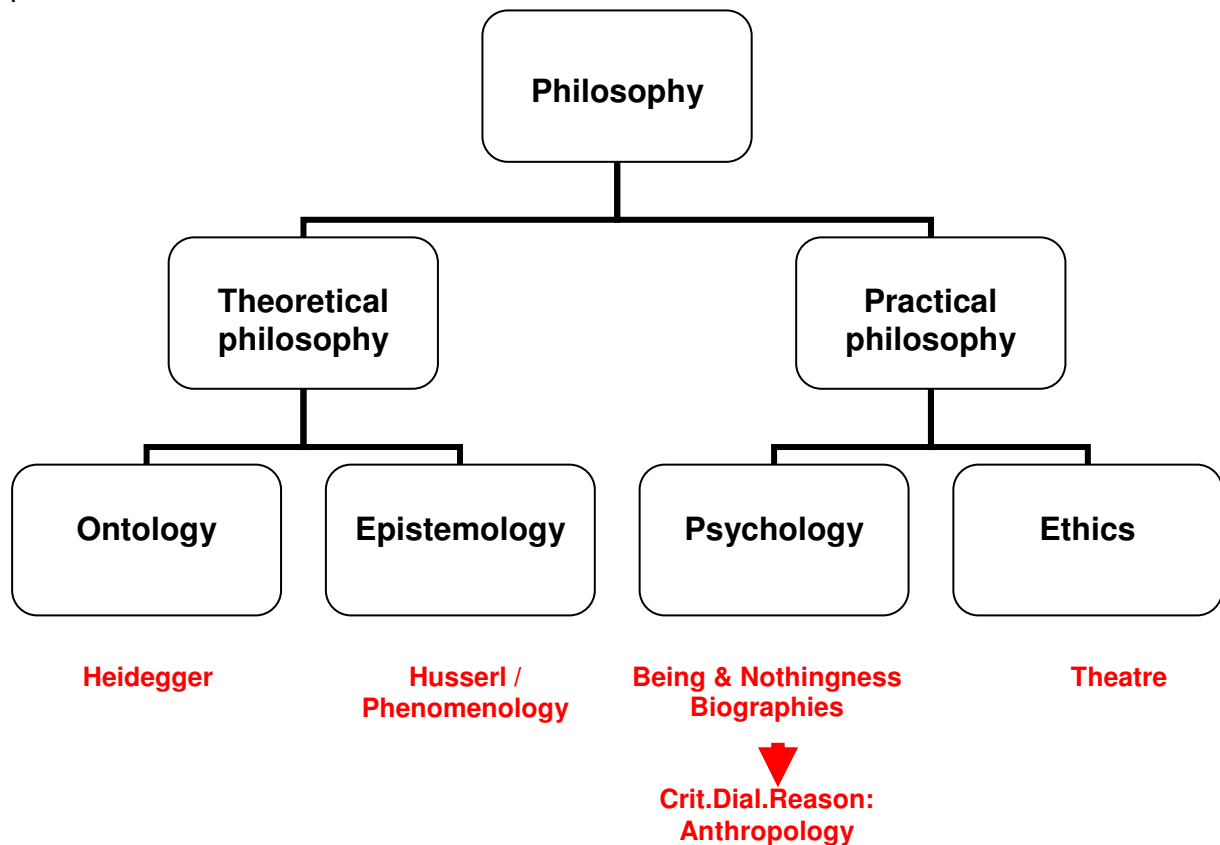 Philosophy
Theoretical
philosophy
Practical
philosophy
Ontology
Epistemology
Psychology
Ethics
Heidegger
Husserl /
Phenomenology
Being & Nothingness
Biographies
Theatre
Crit.Dial.Reason:
Anthropology